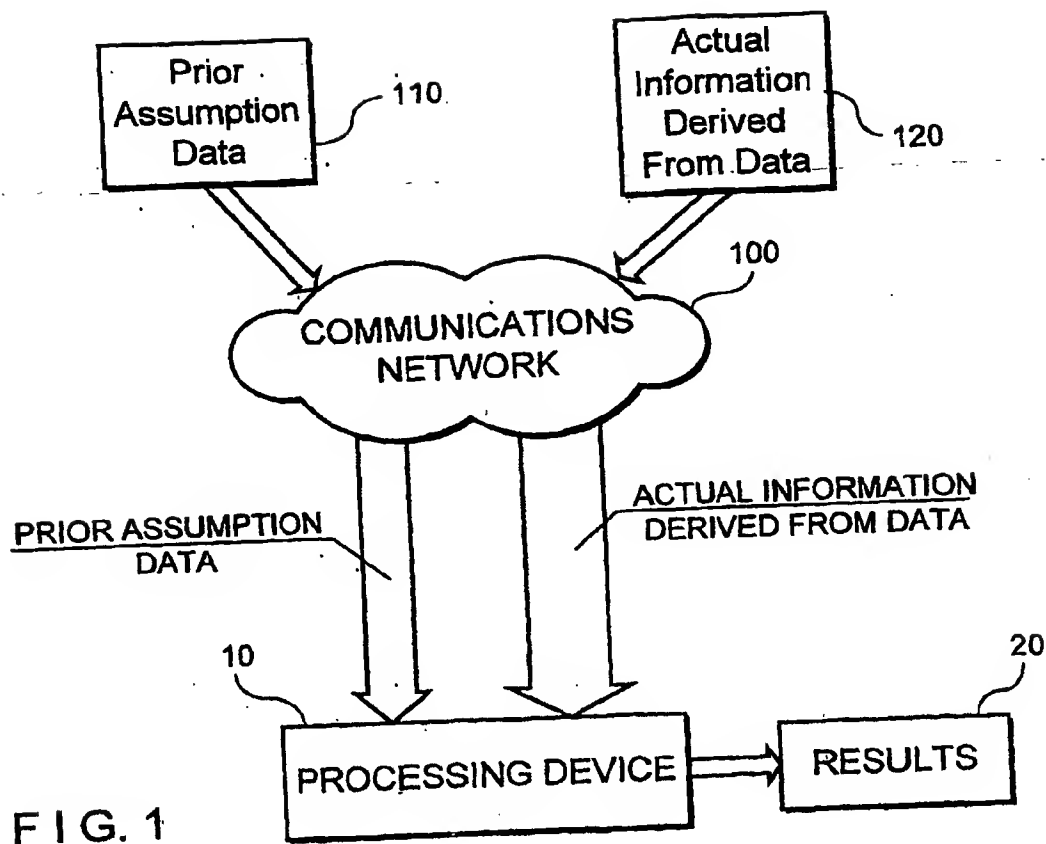 Prior
Assumption
Data
110
Actual
Information
Derived
From Data
120
100
COMMUNICATIONS
NETWORK
PRIOR ASSUMPTION
DATA
ACTUAL INFORMATION
DERIVED FROM DATA
10
20
PROCESSING DEVICE
RESULTS
FIG. 1